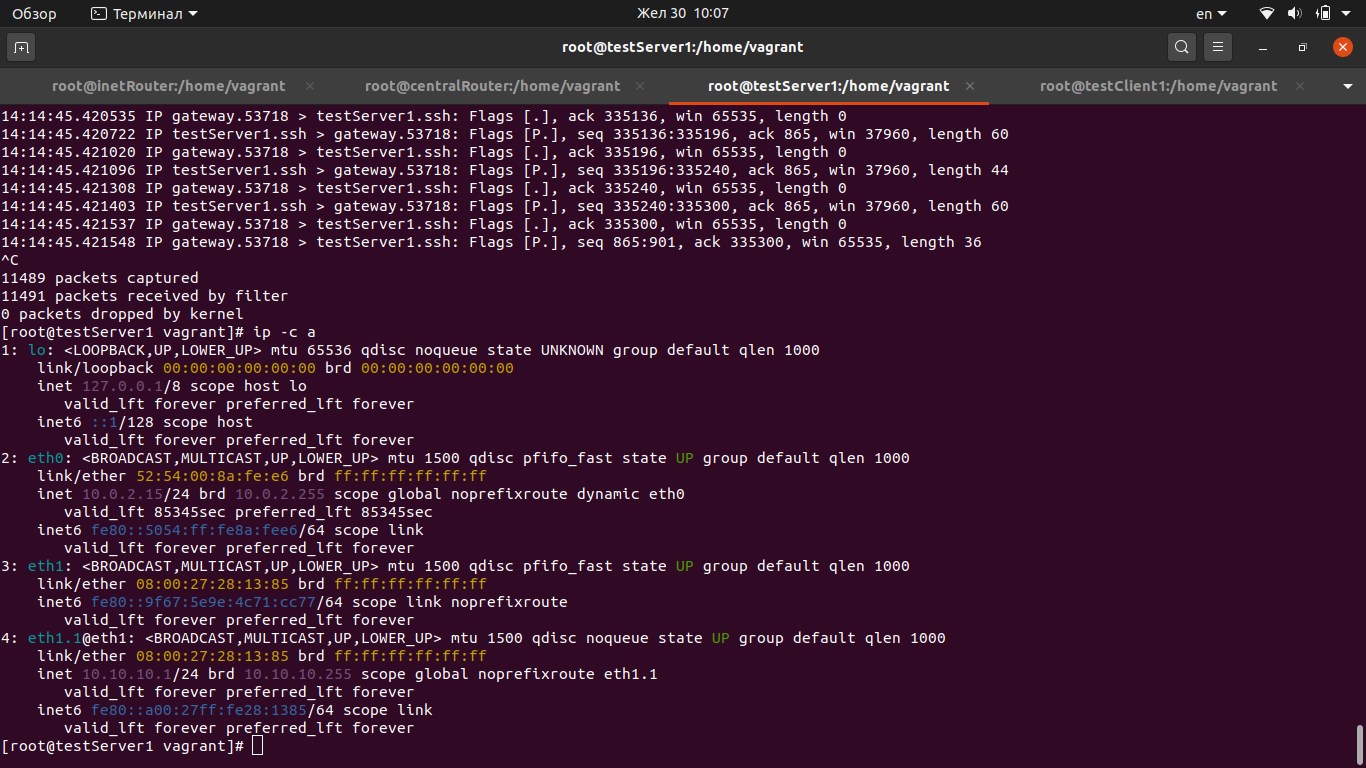 Обзор
Терминал
Жел 30 10:07
en
root@testServer1:/home/vagrant
root@inetRouter:/home/vagrant
root@centralRouter:/home/vagrant
root@testServer1:/home/vagrant
root@testClient1:/home/vagrant
14:14:45.420535 IP gateway.53718 > testServer1.ssh: Flags [.], ack 335136, win 65535, length 0
14:14:45.420722 IP testServer1.ssh > gateway.53718: Flags [P.], seq 335136:335196, ack 865, win 37960, length 60
14:14:45.421020 IP gateway.53718 > testServer1.ssh: Flags [.], ack 335196, win 65535, length 0
14:14:45.421096 IP testServer1.ssh > gateway.53718: Flags [P.], seq 335196:335240, ack 865, win 37960, length 44
14:14:45.421308 IP gateway.53718 > testServer1.ssh: Flags [.], ack 335240, win 65535, length 0
14:14:45.421403 IP testServer1.ssh > gateway.53718: Flags [P.], seq 335240:335300, ack 865, win 37960, length 60
14:14:45.421537 IP gateway.53718 > testServer1.ssh: Flags [.], ack 335300, win 65535, length 0
14:14:45.421548 IP gateway.53718 > testServer1.ssh: Flags [P.], seq 865:901, ack 335300, win 65535, length 36
^C
11489 packets captured
11491 packets received by filter
0 packets dropped by kernel
[root@testServer1 vagrant]# ip -c a
1: lo: <LOOPBACK,UP,LOWER_UP> mtu 65536 qdisc noqueue state UNKNOWN group default qlen 1000
link/loopback 00:00:00:00:00:00 brd 00:00:00:00:00:00
inet 127.0.0.1/8 scope host lo
valid_lft forever preferred_lft forever
inet6 ::1/128 scope host
valid_lft forever preferred_lft forever
2: eth0: <BROADCAST,MULTICAST,UP,LOWER_UP> mtu 1500 qdisc pfifo_fast state UP group default qlen 1000
link/ether 52:54:00:8a:fe:e6 brd ff:ff:ff:ff:ff:ff
inet 10.0.2.15/24 brd 10.0.2.255 scope global noprefixroute dynamic eth0
valid_lft 85345sec preferred_lft 85345sec
inet6 fe80::5054:ff:fe8a:fee6/64 scope link
valid_lft forever preferred_lft forever
3: eth1: <BROADCAST,MULTICAST,UP,LOWER_UP> mtu 1500 qdisc pfifo_fast state UP group default qlen 1000
link/ether 08:00:27:28:13:85 brd ff:ff:ff:ff:ff:ff
inet6 fe80::9f67:5e9e:4c71:cc77/64 scope link noprefixroute
valid_lft forever preferred_lft forever
4: eth1.1@eth1: <BROADCAST,MULTICAST,UP,LOWER_UP> mtu 1500 qdisc noqueue state UP group default qlen 1000
link/ether 08:00:27:28:13:85 brd ff:ff:ff:ff:ff:ff
inet 10.10.10.1/24 brd 10.10.10.255 scope global noprefixroute eth1.1
valid_lft forever preferred_lft forever
inet6 fe80::a00:27ff:fe28:1385/64 scope link
valid_lft forever preferred_lft forever
[root@testServer1 vagrant]#